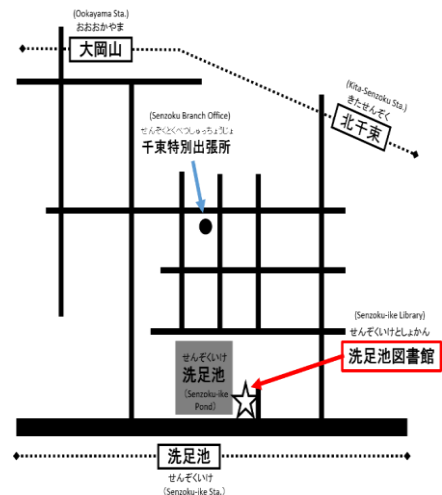 (Ookayama Sta.)
おおおかやま
大岡山
(Kita-Senzoku Sta.)
きたせんぞく
北千束
(Senzoku Branch Office)
せんぞくとくべつしゅっちょうじょ
千束特別出張所
(Senzoku-ike Library)
せんぞくいけとしょかん
洗足池図書館
せんぞくいけ
洗足池
(Senzoku-ike
Pond)
洗足池
せんぞくいけ
(Senzoku-ike Sta.)